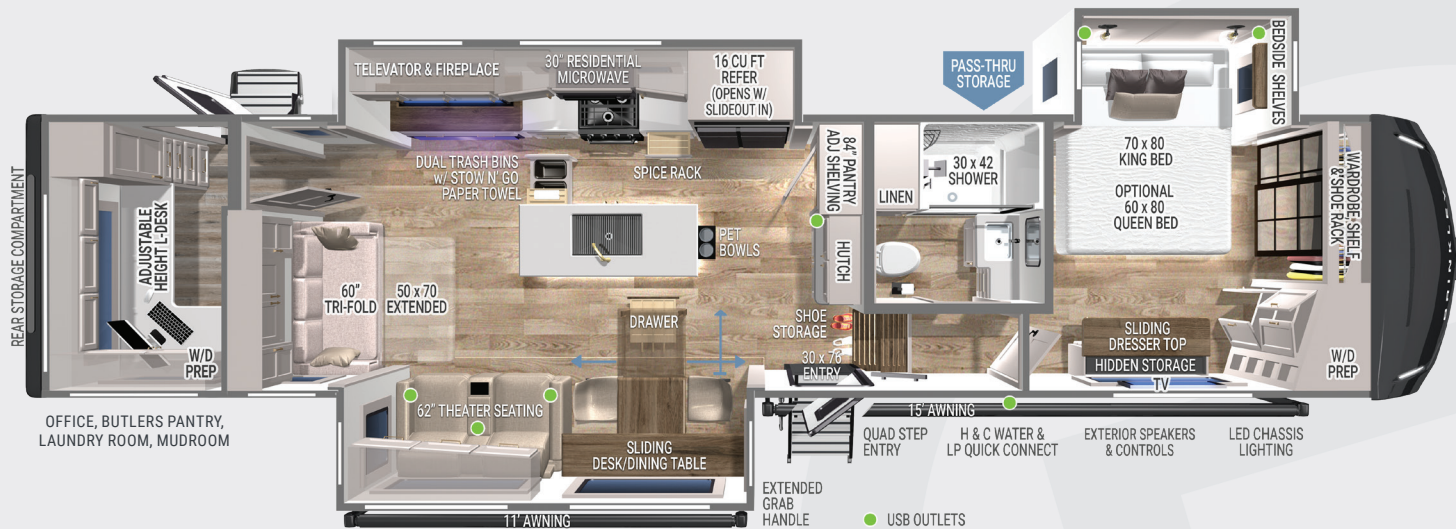 TELEVATOR & FIREPLACE
30" RESIDENTIAL
MICROWAVE
16 CU FT
REFER
(OPENS W/
SLIDEOUT IN)
PASS-THRU
STORAGE
BEDSIDE SHELVES
REAR STORAGE COMPARTMENT
ADJUSTABLE
HEIGHT L-DESK
W/D
PREP
DUAL TRASH BINS
w/ STOW N' GO
PAPER TOWEL
SPICE RACK
84" PANTRY
ADJ SHELVING
HUTCH
LINEN
30 x 42
SHOWER
70 x 80
KING BED
OPTIONAL
60 x 80
QUEEN BED
WARDROBE, SHELF
& SHOE RACK
60"
TRI-FOLD
50 x 70
EXTENDED
PET
BOWLS
DRAWER
SHOE
STORAGE
30 x 76
ENTRY
SLIDING
DRESSER TOP
HIDDEN STORAGE
TV
W/D
PREP
62" THEATER SEATING
SLIDING
DESK/DINING TABLE
15' AWNING
OFFICE, BUTLERS PANTRY,
LAUNDRY ROOM, MUDROOM
QUAD STEP
ENTRY
H & C WATER &
LP QUICK CONNECT
EXTERIOR SPEAKERS
& CONTROLS
LED CHASSIS
LIGHTING
EXTENDED
GRAB
HANDLE
11' AWNING
USB OUTLETS